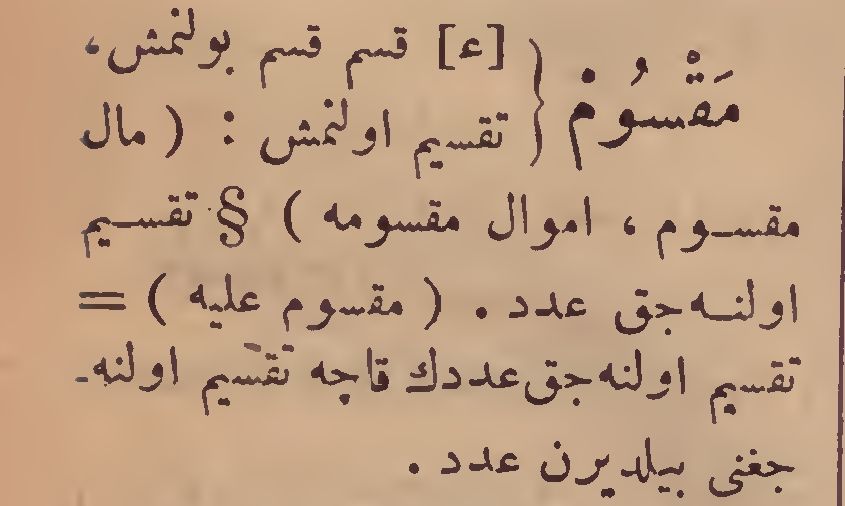 مَقْسُومْ { [ء] قسم قسم بولنمش،
تقسيم اولنمش : ( مال
مقسوم ، اموال مقسومه ) § تقسيم
اولنه جق عدد . ( مقسوم عليه ) =
تقسيم اولنه جق عددك قاچه تقسيم اولنه-
جغنى بيلديرن عدد .